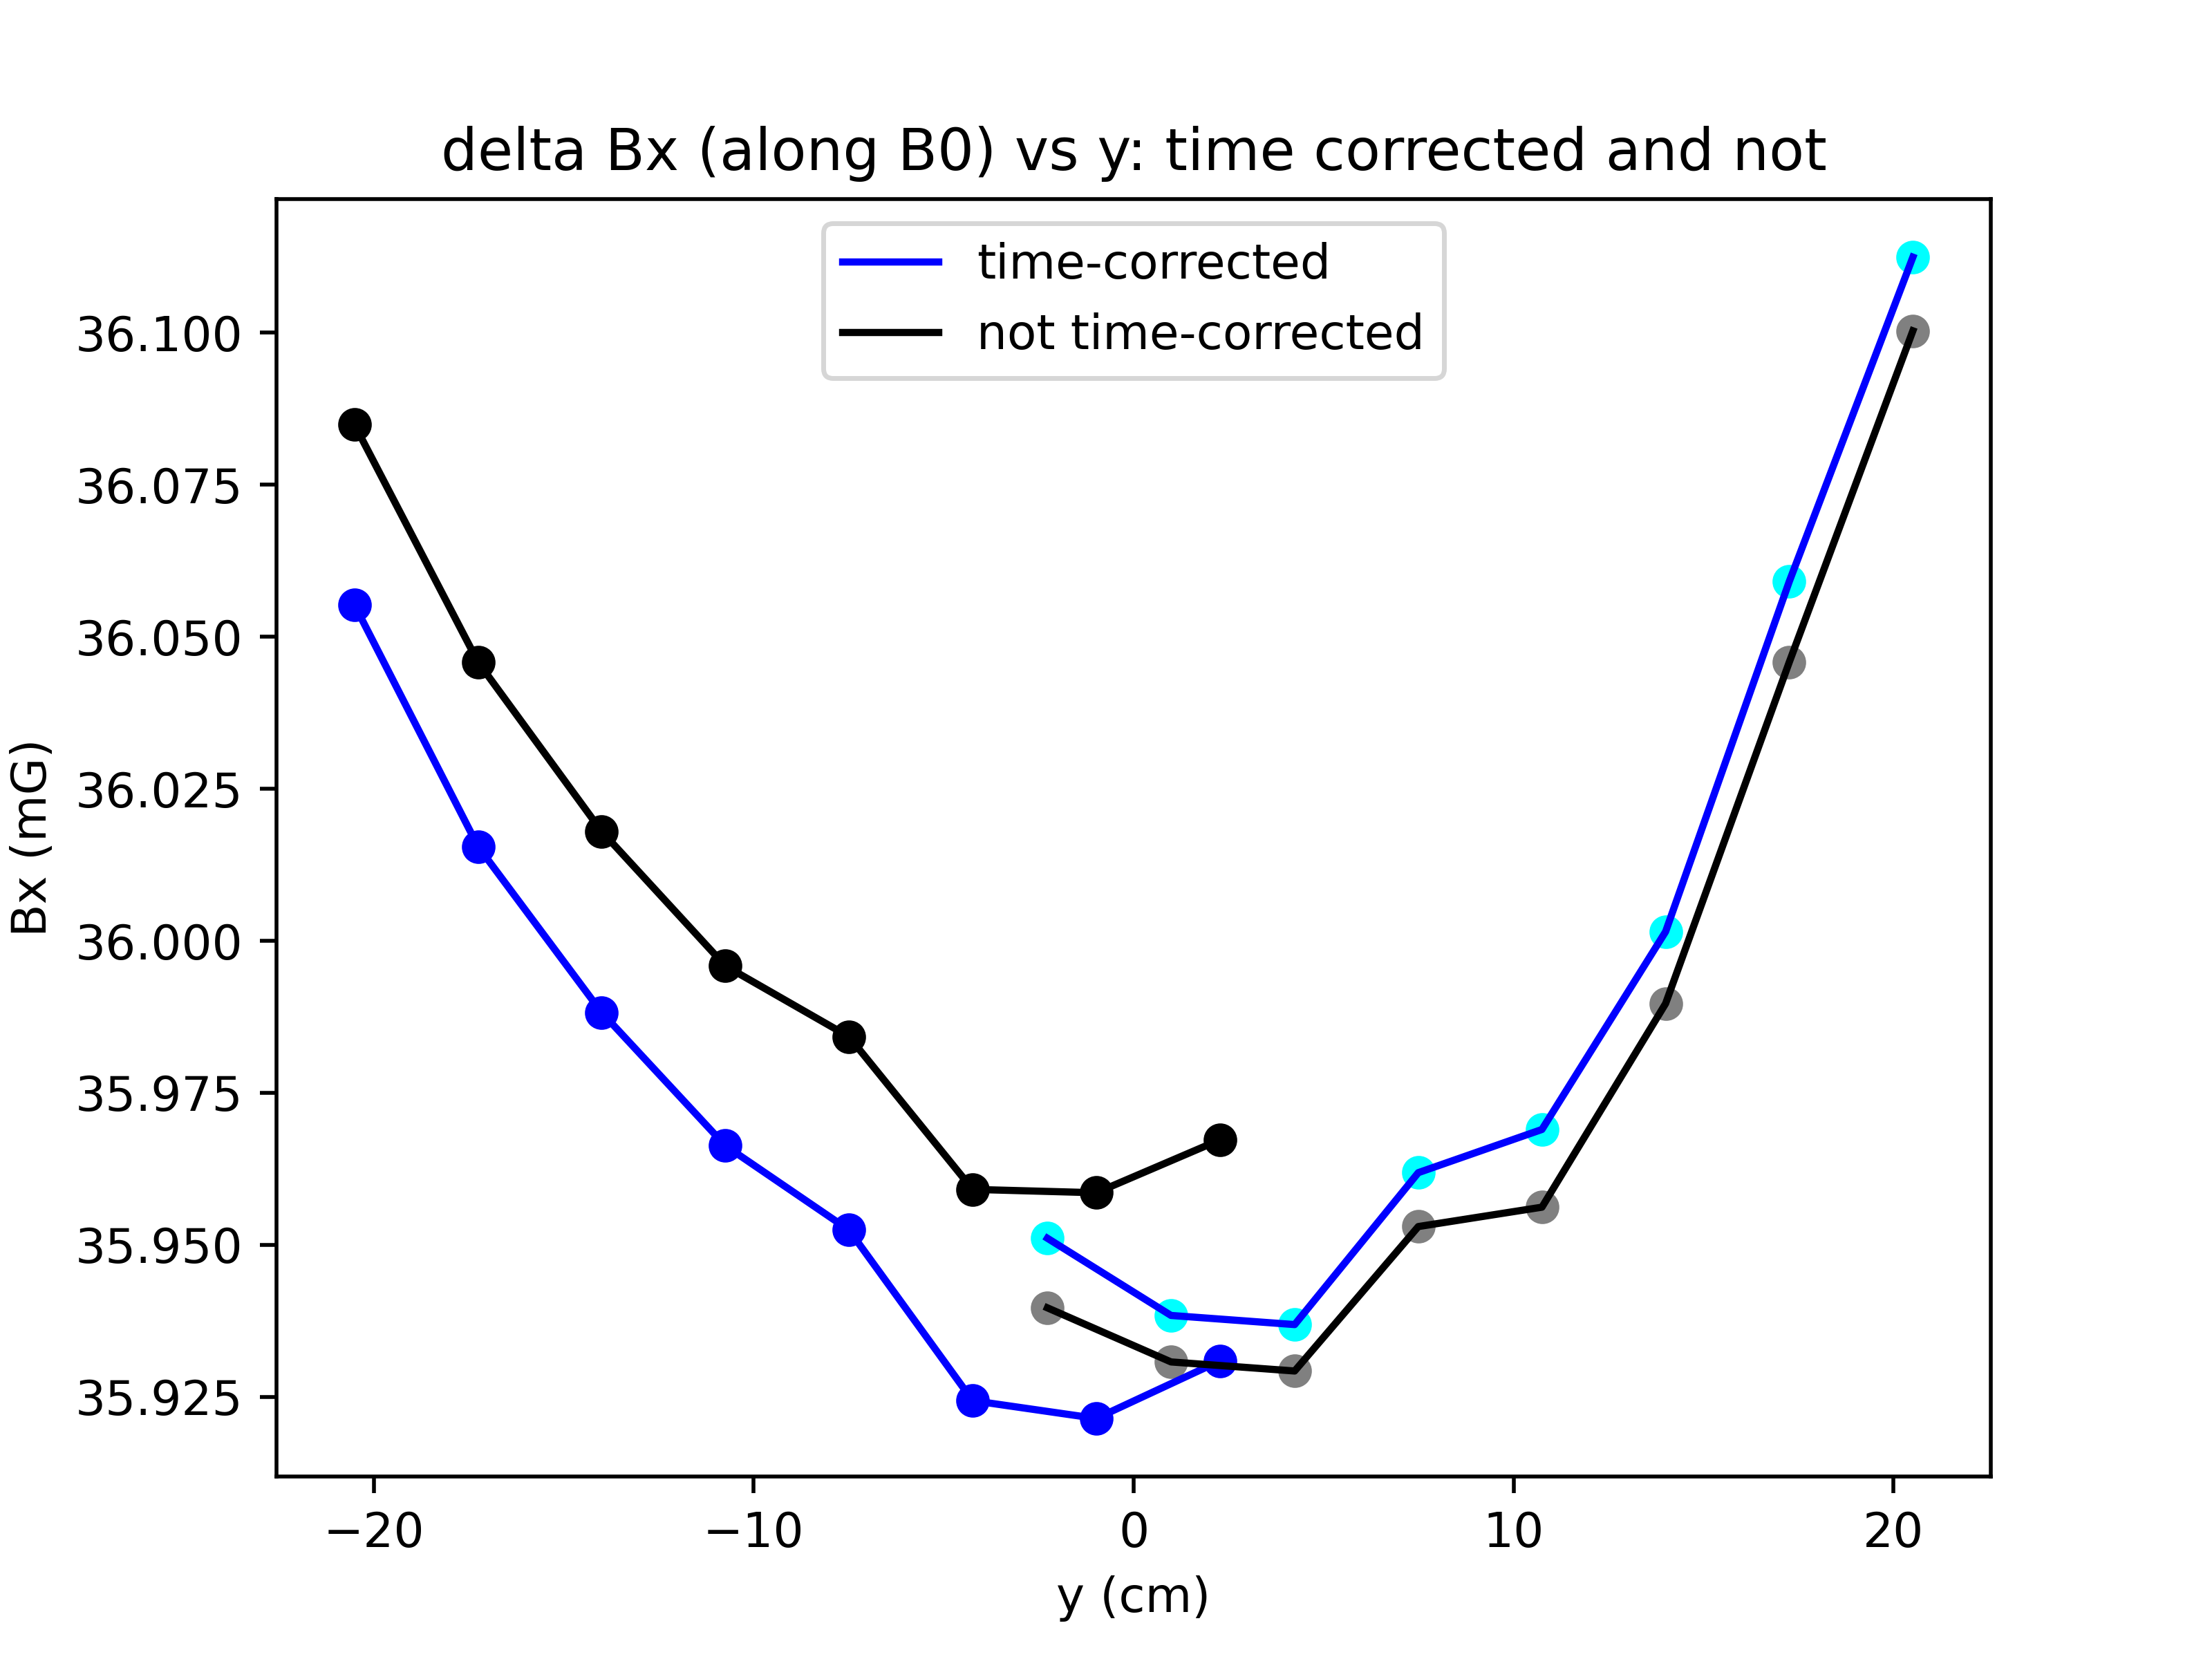 delta Bx (along B0) vs y: time corrected and not
time-corrected
not time-corrected
36.100
36.075
36.050
36.025
36.000
35.975
35.950
35.925
Bx (mG)
−20
−10
0
10
20
y (cm)